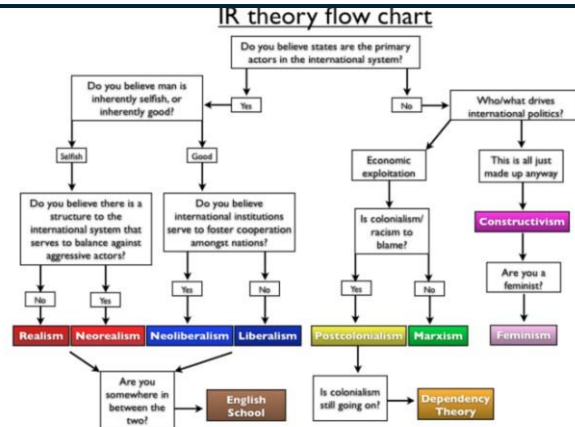 IR theory flow chart
Do you believe states are the primary
actors in the international system?
Do you believe man is
inherently selfish, or
inherently good?
Yes
No
Who/what drives
international politics?
Selfish
Good
Economic
exploitation
This is all just
made up anyway
Do you believe there is a
structure to the
international system that
serves to balance against
aggressive actors?
Do you believe
international institutions
serve to foster cooperation
amongst nations?
Is colonialism/
racism to
blame?
Constructivism
Are you a
feminist?
No
Yes
Yes
No
Yes
No
Realism
Neorealism
Neoliberalism
Liberalism
Postcolonialism
Marxism
Feminism
Are you
somewhere in
between the
two?
English
School
Is colonialism
still going on?
Dependency
Theory